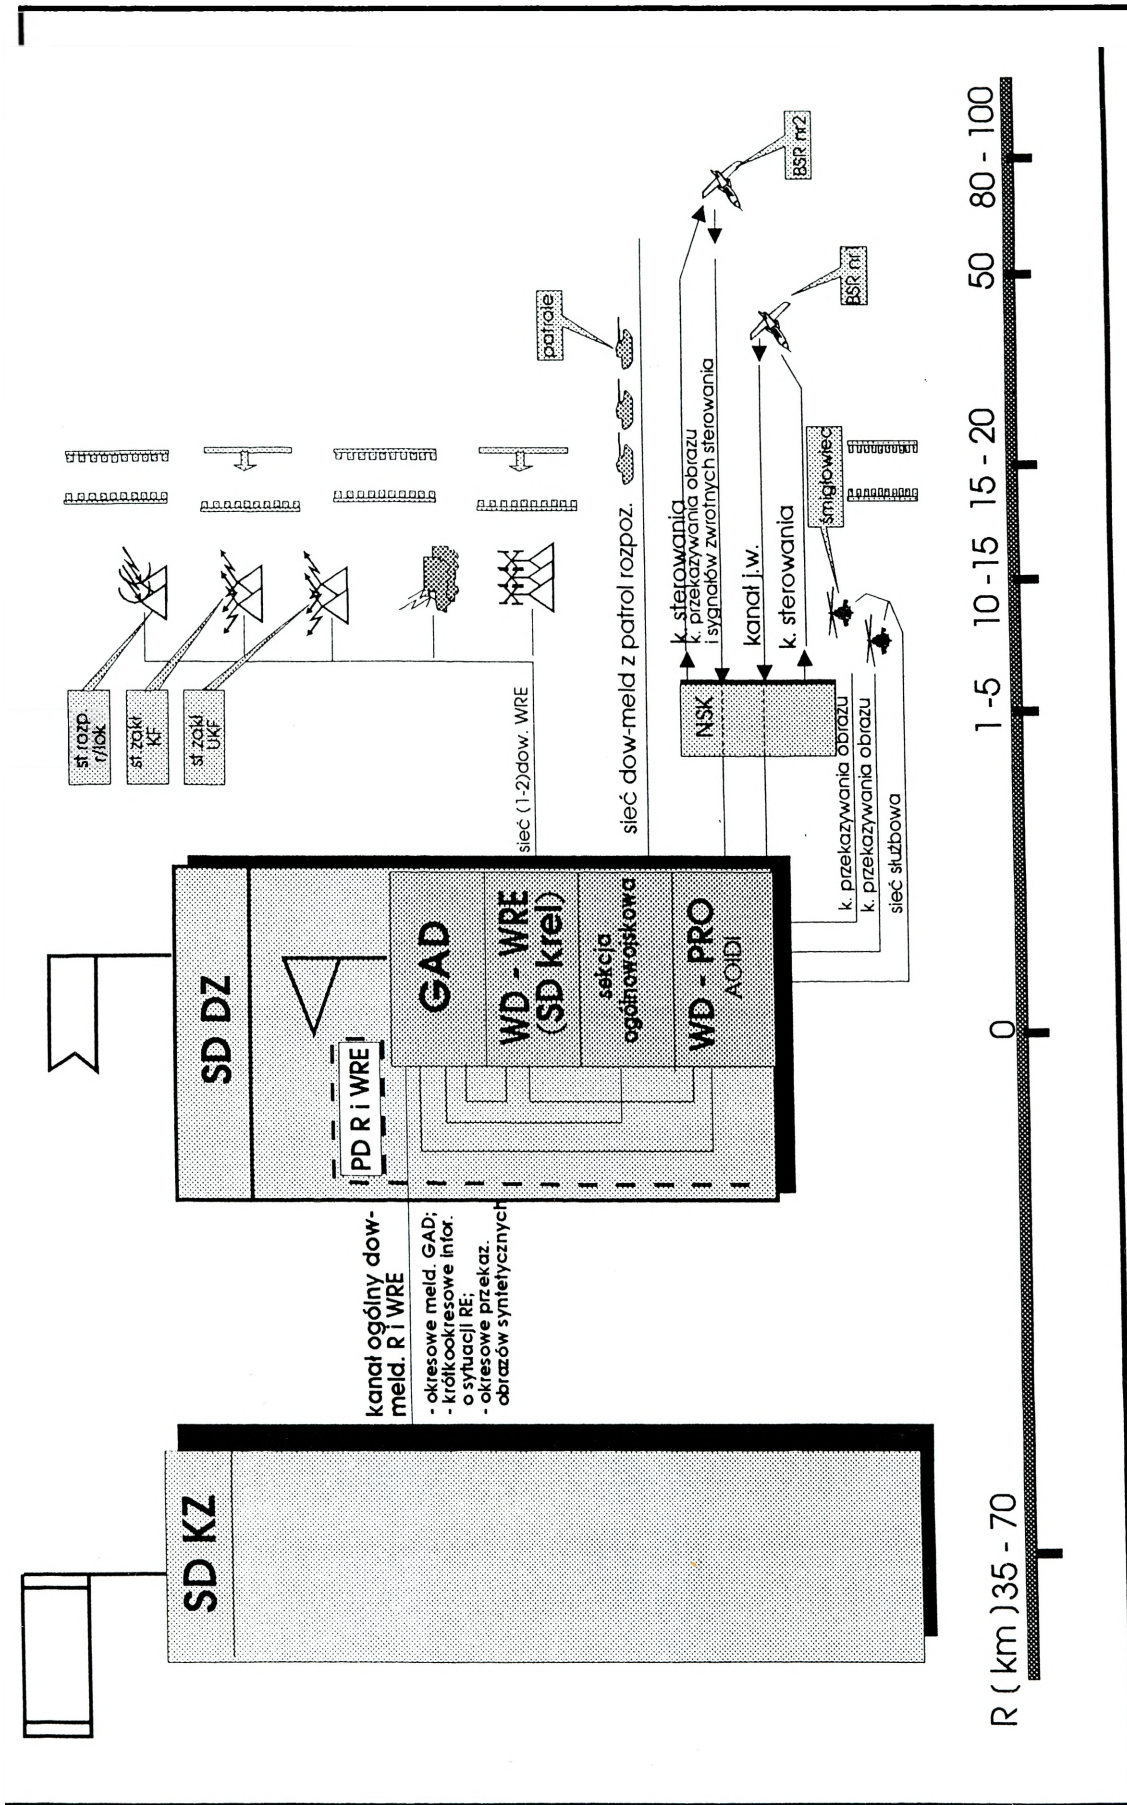 SD KZ
kanał ogólny dow-
meld. R i WRE
- okresowe meld. GAD;
- krótkookresowe infor.
o sytuacji RE;
- okresowe przekaz.
obrazów syntetycznych
SD DZ
PD R i WRE
GAD
WD - WRE
(SD krel)
sekcja
ogólnowojskowa
WD - PRO
AOIDI
st.rozp.
r/lok
st.zakł
KF
st.zakł
UKF
sieć (1-2)dow. WRE
patrole
sieć dow-meld z patrol rozpoz.
NSK
k. sterowania
k. przekazywania obrazu
i sygnałów zwrotnych sterowania
kanał j.w.
k. sterowania
BSR nr2
BSR nr1
śmigłowiec
k. przekazywania obrazu
k. przekazywania obrazu
sieć służbowa
R ( km ) 35 - 70
0
1 -5
10 -15
15 - 20
50
80 - 100